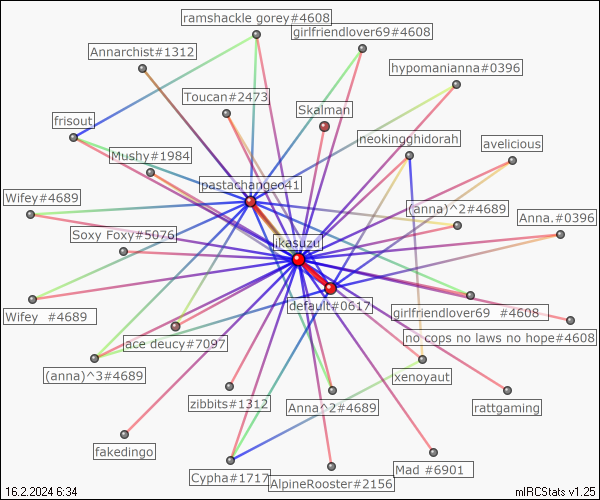 ramshackle gorey#4608
girlfriendlover69#4608
Annarchist#1312
hypomanianna#0396
Toucan#2473
Skalman
frisout
neokingghidorah
avelicious
Mushy#1984
pastachangeo41
Wifey#4689
(anna)^2#4689
Anna.#0396
Soxy Foxy#5076
ikasuzu
default#0617
Wifey  #4689
girlfriendlover69  #4608
ace deucy#7097
no cops no laws no hope#4608
(anna)^3#4689
xenoyaut
zibbits#1312
Anna^2#4689
rattgaming
fakedingo
Cypha#1717
AlpineRooster#2156
Mad #6901
16.2.2024 6:34
mIRCStats v1.25